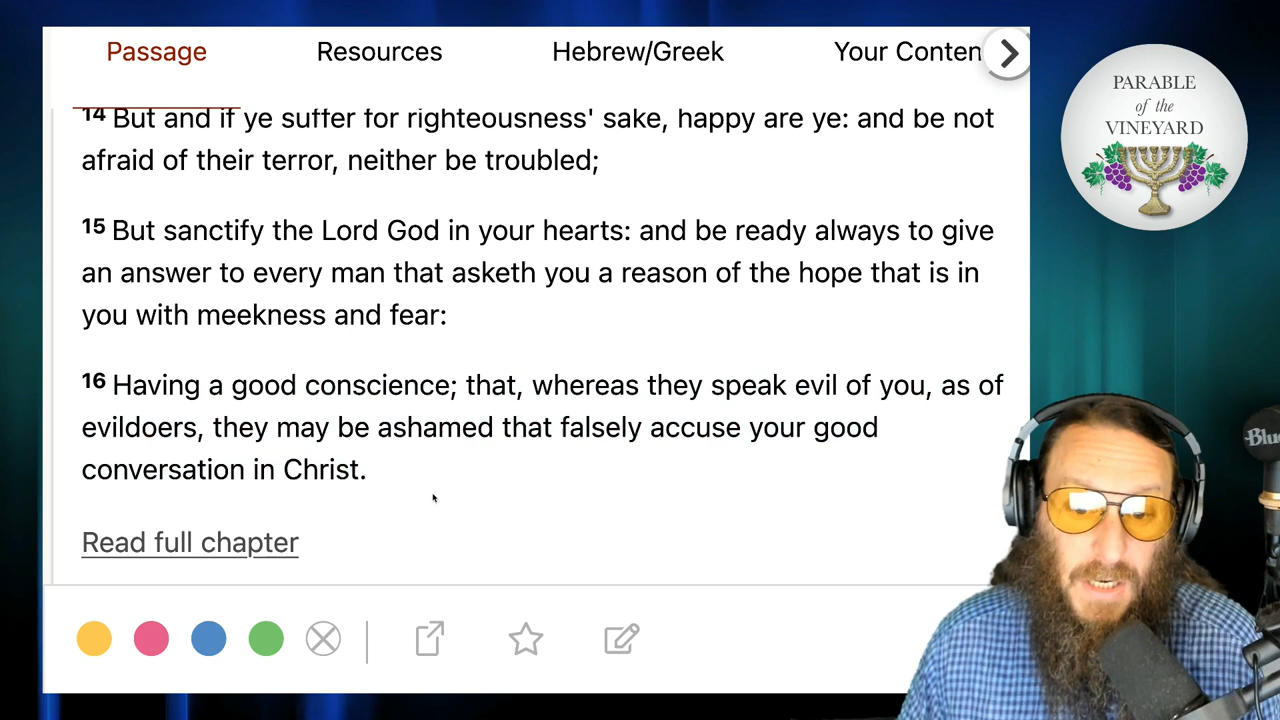 Passage
Resources
Hebrew/Greek
Your Conten
14 But and if ye suffer for righteousness' sake, happy are ye: and be not
afraid of their terror, neither be troubled;
15 But sanctify the Lord God in your hearts: and be ready always to give
an answer to every man that asketh you a reason of the hope that is in
you with meekness and fear:
16 Having a good conscience; that, whereas they speak evil of you, as of
evildoers, they may be ashamed that falsely accuse your good
conversation in Christ.
Read full chapter
PARABLE
of the
VINEYARD
Blu